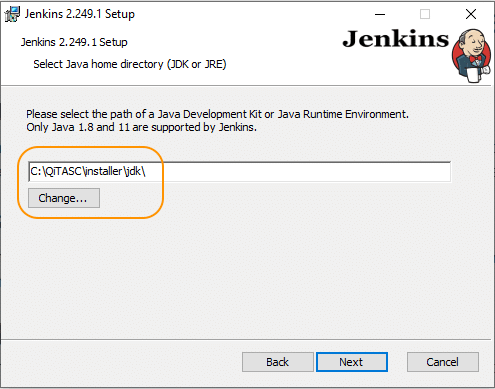 Jenkins 2.249.1 Setup
Jenkins 2.249.1 Setup
Jenkins
Select Java home directory (JDK or JRE)
Please select the path of a Java Development Kit or Java Runtime Environment.
Only Java 1.8 and 11 are supported by Jenkins.
C:\QiTASC\installer\jdk\
Change...
Back
Next
Cancel